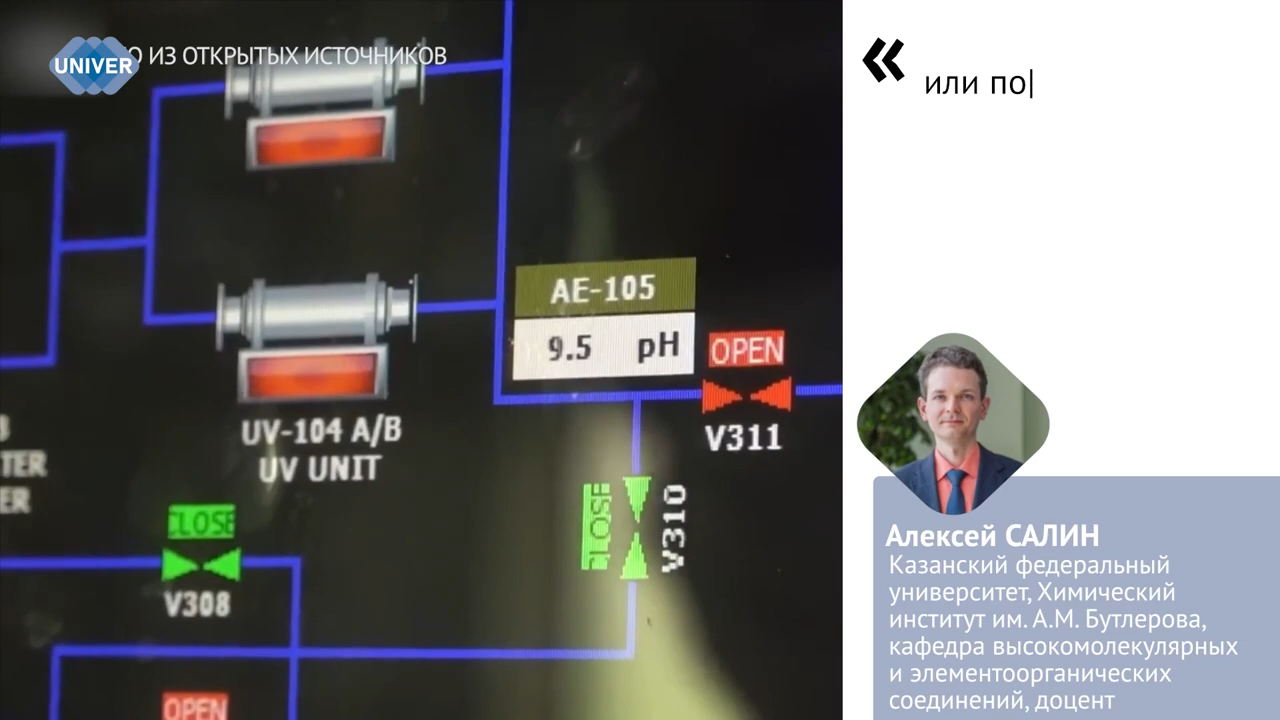 UNIVER
О ИЗ ОТКРЫТЫХ ИСТОЧНИКОВ
«
или по
AE-105
9.5 pH
OPEN
V311
UV-104 A/B
UV UNIT
CLOSE
V310
CLOSE
V308
OPEN
Алексей САЛИН
Казанский федеральный
университет, Химический
институт им. А.М. Бутлерова,
кафедра высокомолекулярных
и элементоорганических
соединений, доцент